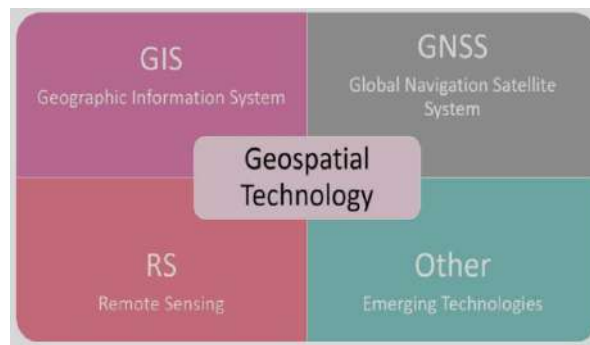 GIS
Geographic Information System
GNSS
Global Navigation Satellite
System
Geospatial
Technology
RS
Remote Sensing
Other
Emerging Technologies